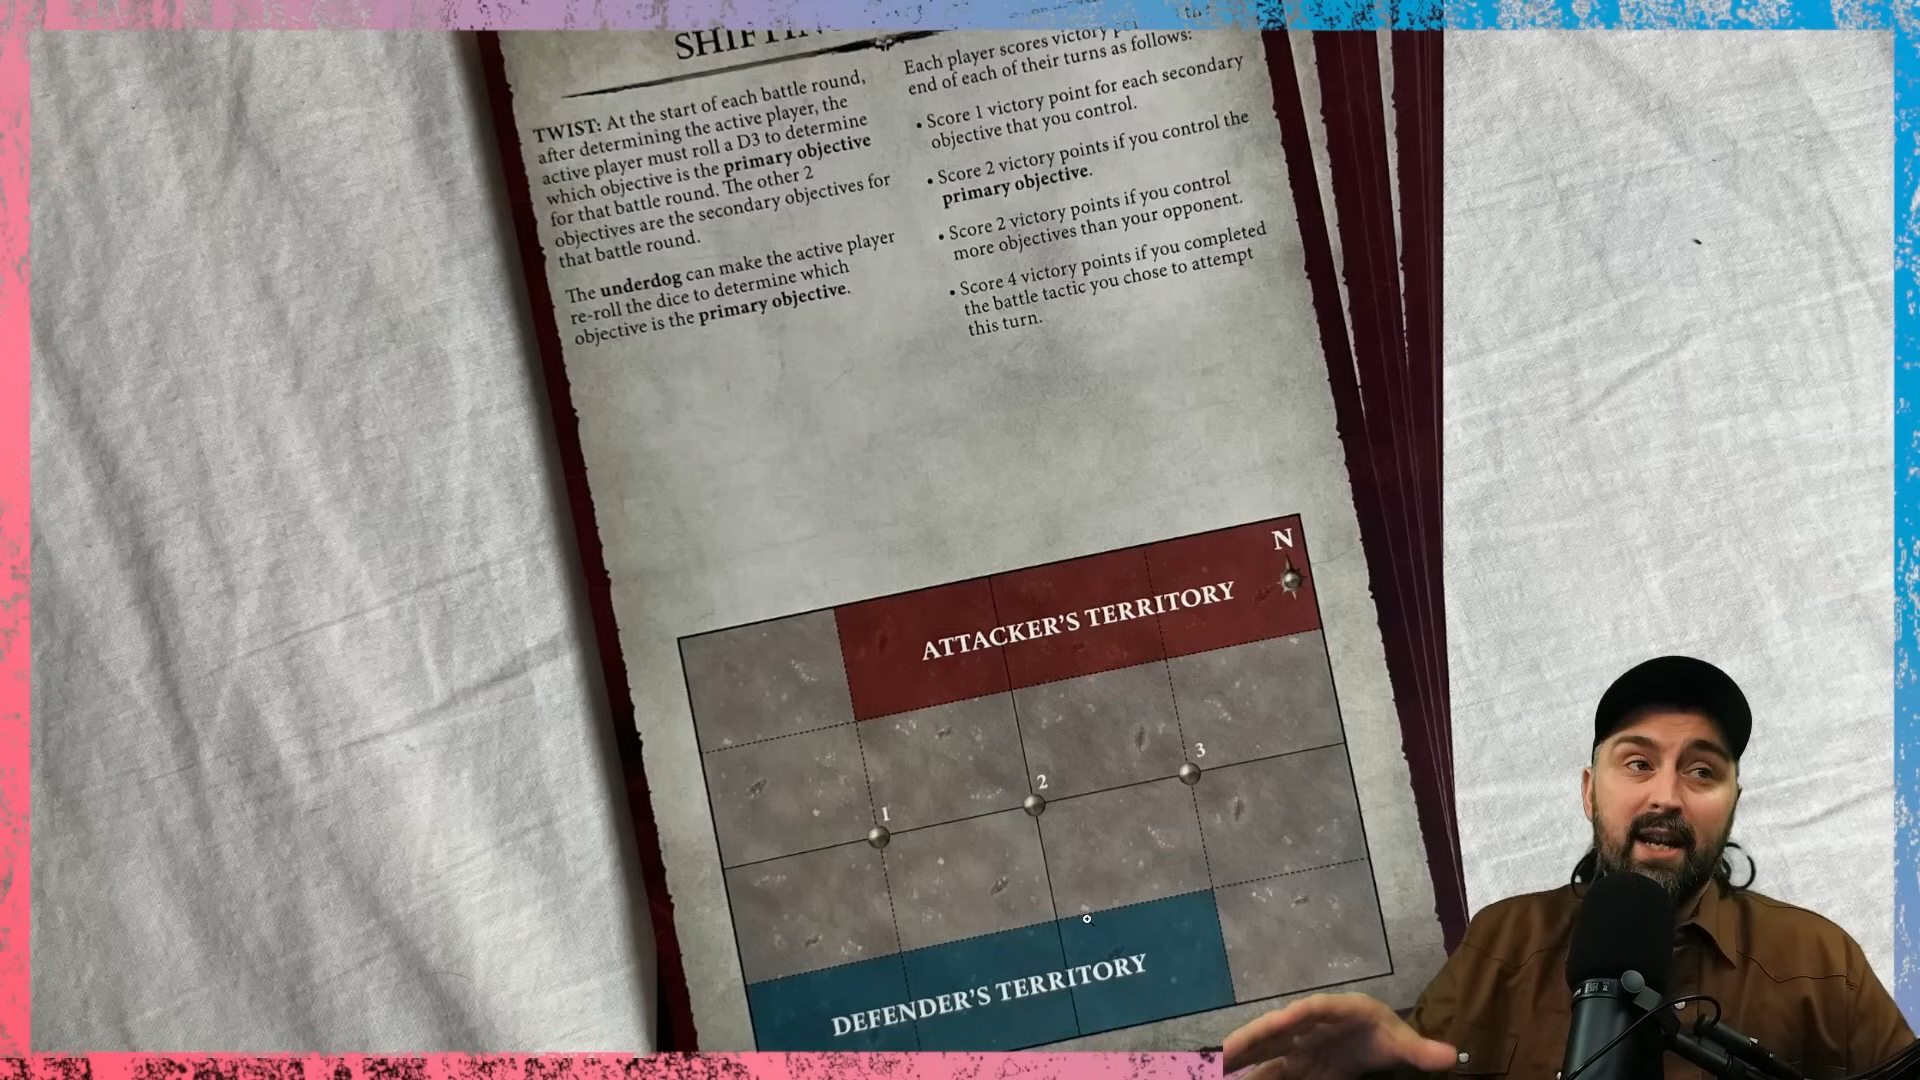 TWIST: At the start of each battle round,
after determining the active player, the
active player must roll a D3 to determine
which objective is the primary objective
for that battle round. The other 2
objectives are the secondary objectives for
that battle round.
The underdog can make the active player
re-roll the dice to determine which
objective is the primary objective.
Each player scores victory
end of each of their turns as follows:
• Score 1 victory point for each secondary
objective that you control.
• Score 2 victory points if you control the
primary objective.
• Score 2 victory points if you control
more objectives than your opponent.
• Score 4 victory points if you completed
the battle tactic you chose to attempt
this turn.
N
ATTACKER'S TERRITORY
3
2
1
DEFENDER'S TERRITORY